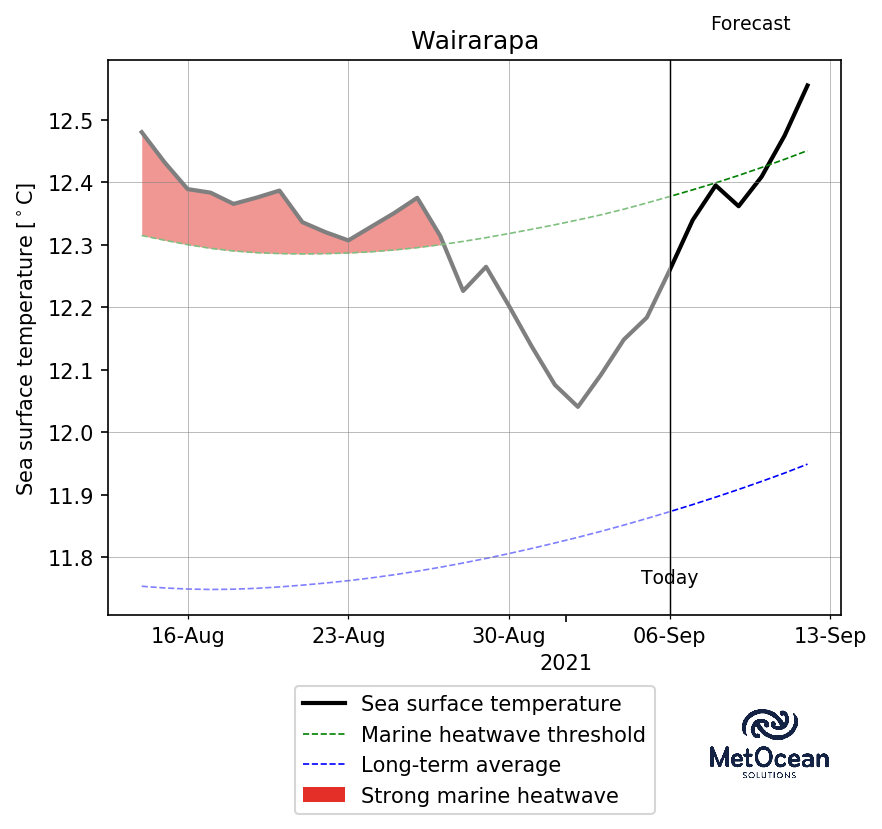 Forecast
Wairarapa
Sea surface temperature [°C]
12.5
12.4
12.3
12.2
12.1
12.0
11.9
11.8
Today
16-Aug 23-Aug 30-Aug 06-Sep 13-Sep
2021
Sea surface temperature
Marine heatwave threshold
Long-term average
Strong marine heatwave
MetOcean
SOLUTIONS